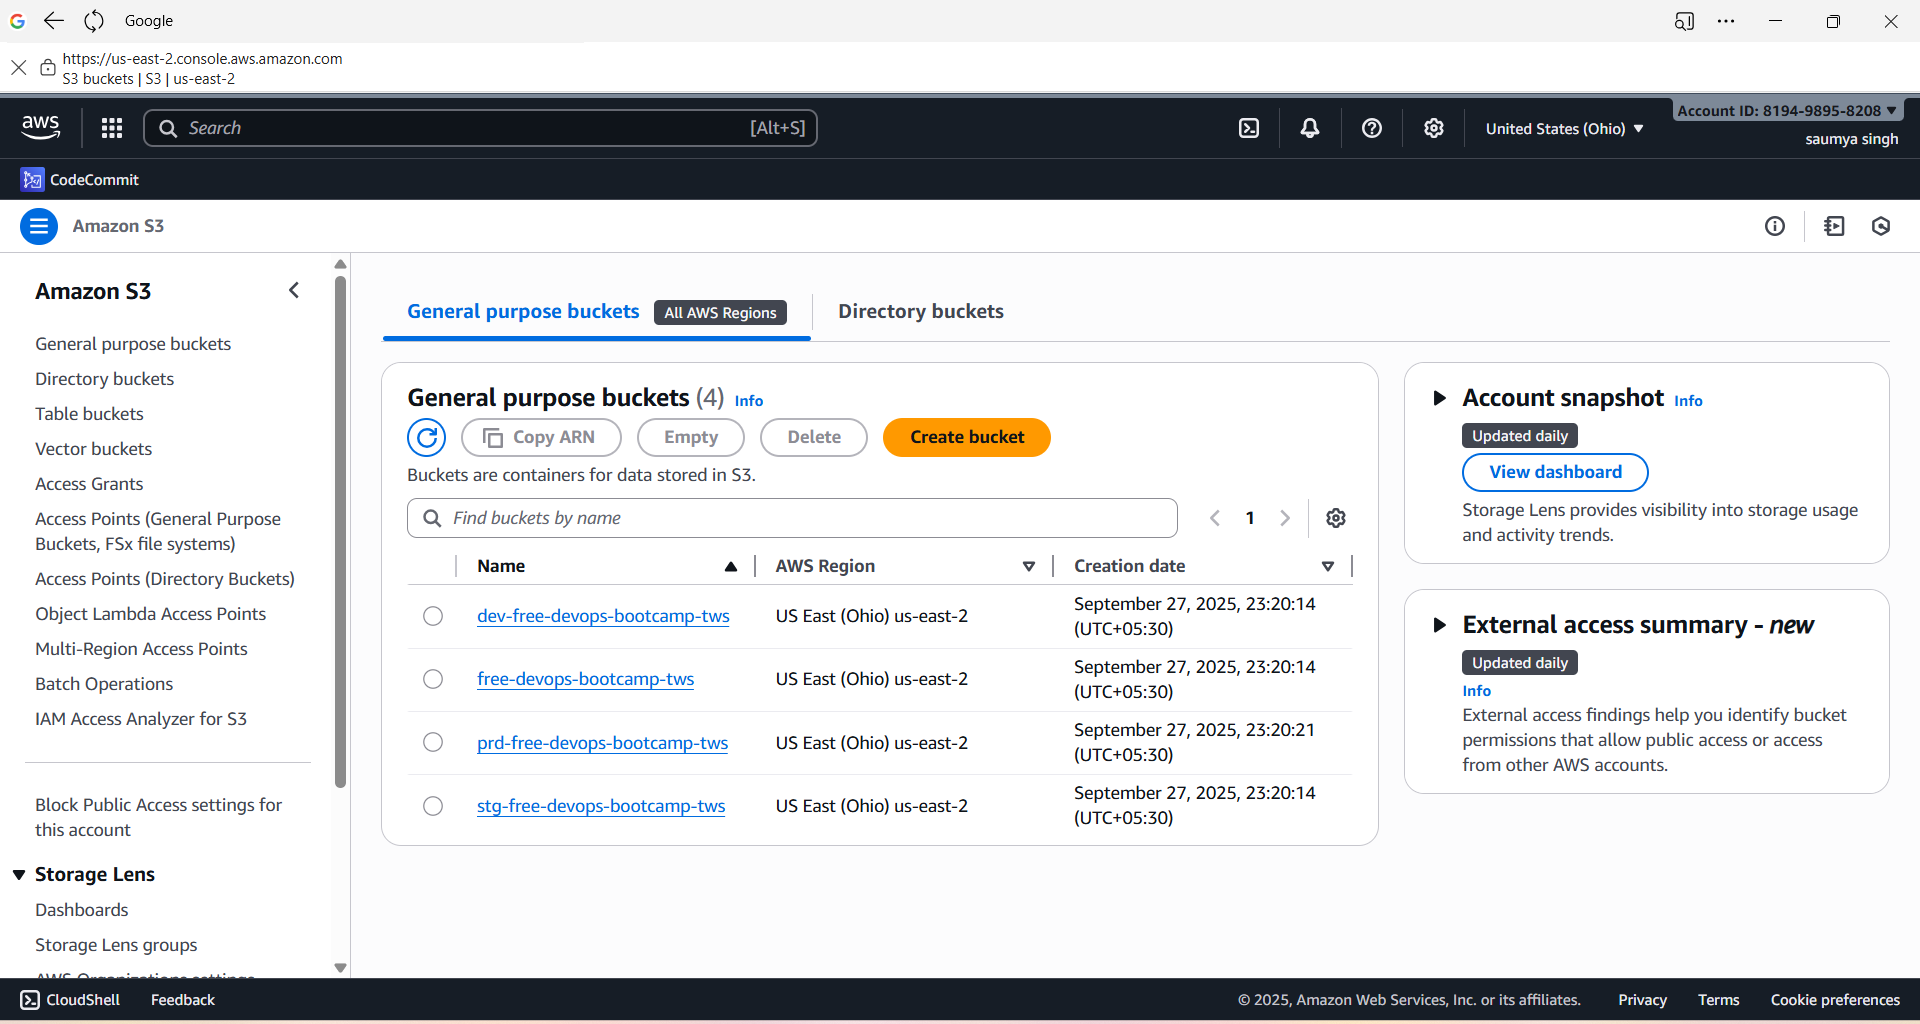 Google
https://us-east-2.console.aws.amazon.com
S3 buckets | S3 | us-east-2
aws
Search [Alt+S]
United States (Ohio)
Account ID: 8194-9895-8208
saumya singh
CodeCommit
Amazon S3
Amazon S3
General purpose buckets
Directory buckets
Table buckets
Vector buckets
Access Grants
Access Points (General Purpose
Buckets, FSx file systems)
Access Points (Directory Buckets)
Object Lambda Access Points
Multi-Region Access Points
Batch Operations
IAM Access Analyzer for S3
Block Public Access settings for
this account
Storage Lens
Dashboards
Storage Lens groups
AWS Organizations settings
General purpose buckets All AWS Regions Directory buckets
General purpose buckets (4) Info
Copy ARN Empty Delete Create bucket
Buckets are containers for data stored in S3.
Find buckets by name 1
Name AWS Region Creation date
dev-free-devops-bootcamp-tws US East (Ohio) us-east-2 September 27, 2025, 23:20:14
(UTC+05:30)
free-devops-bootcamp-tws US East (Ohio) us-east-2 September 27, 2025, 23:20:14
(UTC+05:30)
prd-free-devops-bootcamp-tws US East (Ohio) us-east-2 September 27, 2025, 23:20:21
(UTC+05:30)
stg-free-devops-bootcamp-tws US East (Ohio) us-east-2 September 27, 2025, 23:20:14
(UTC+05:30)
Account snapshot Info
Updated daily
View dashboard
Storage Lens provides visibility into storage usage
and activity trends.
External access summary - new
Updated daily
Info
External access findings help you identify bucket
permissions that allow public access or access
from other AWS accounts.
CloudShell Feedback © 2025, Amazon Web Services, Inc. or its affiliates. Privacy Terms Cookie preferences